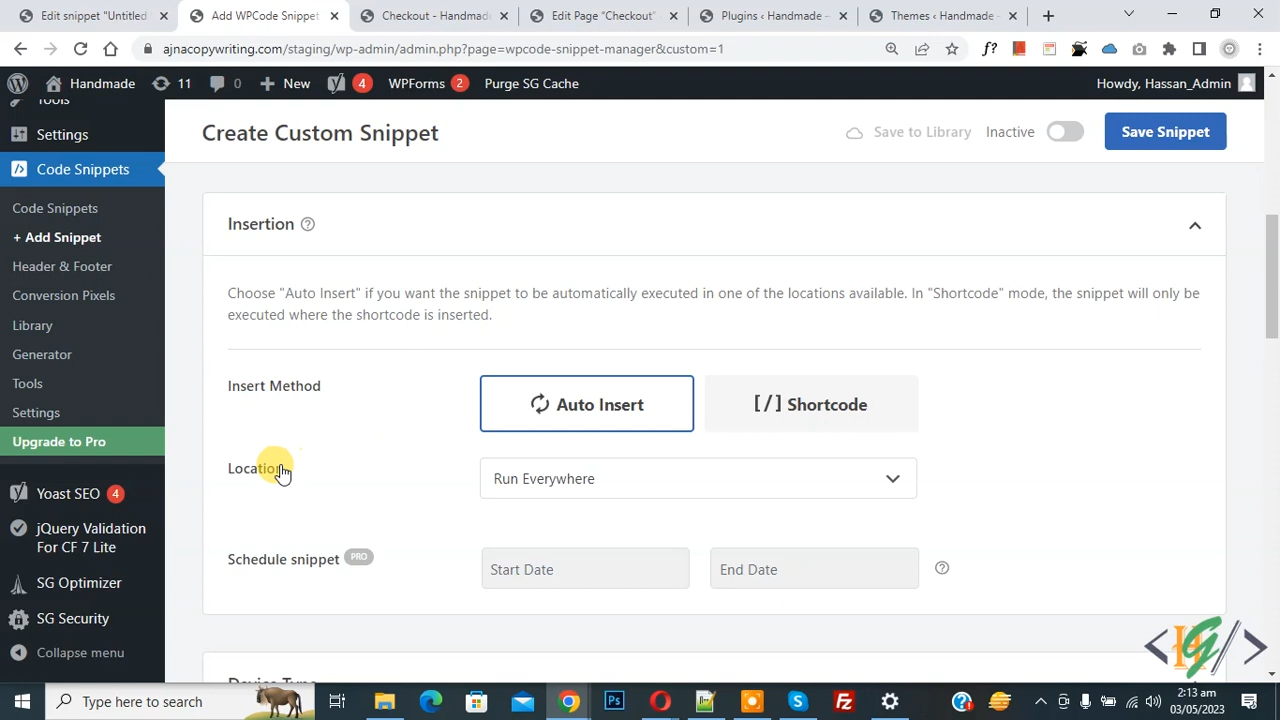 Edit snippet "Untitled
Add WPCode Snippet
Checkout - Handmade
Edit Page "Checkout"
Plugins ‹ Handmade
Themes ‹ Handmade
ajnacopywriting.com/staging/wp-admin/admin.php?page=wpcode-snippet-manager&custom=1
f?
Handmade
11
0
New
4
WPForms 2
Purge SG Cache
Howdy, Hassan_Admin
Tools
Settings
Code Snippets
Code Snippets
+ Add Snippet
Header & Footer
Conversion Pixels
Library
Generator
Tools
Settings
Upgrade to Pro
Yoast SEO 4
jQuery Validation
For CF 7 Lite
SG Optimizer
SG Security
Collapse menu
Create Custom Snippet
Save to Library
Inactive
Save Snippet
Insertion
Choose "Auto Insert" if you want the snippet to be automatically executed in one of the locations available. In "Shortcode" mode, the snippet will only be
executed where the shortcode is inserted.
Insert Method
Auto Insert
[/] Shortcode
Location
Run Everywhere
Schedule snippet PRO
Start Date
End Date
Device Type
<HG/>
Type here to search
Ps
2:13 am
03/05/2023